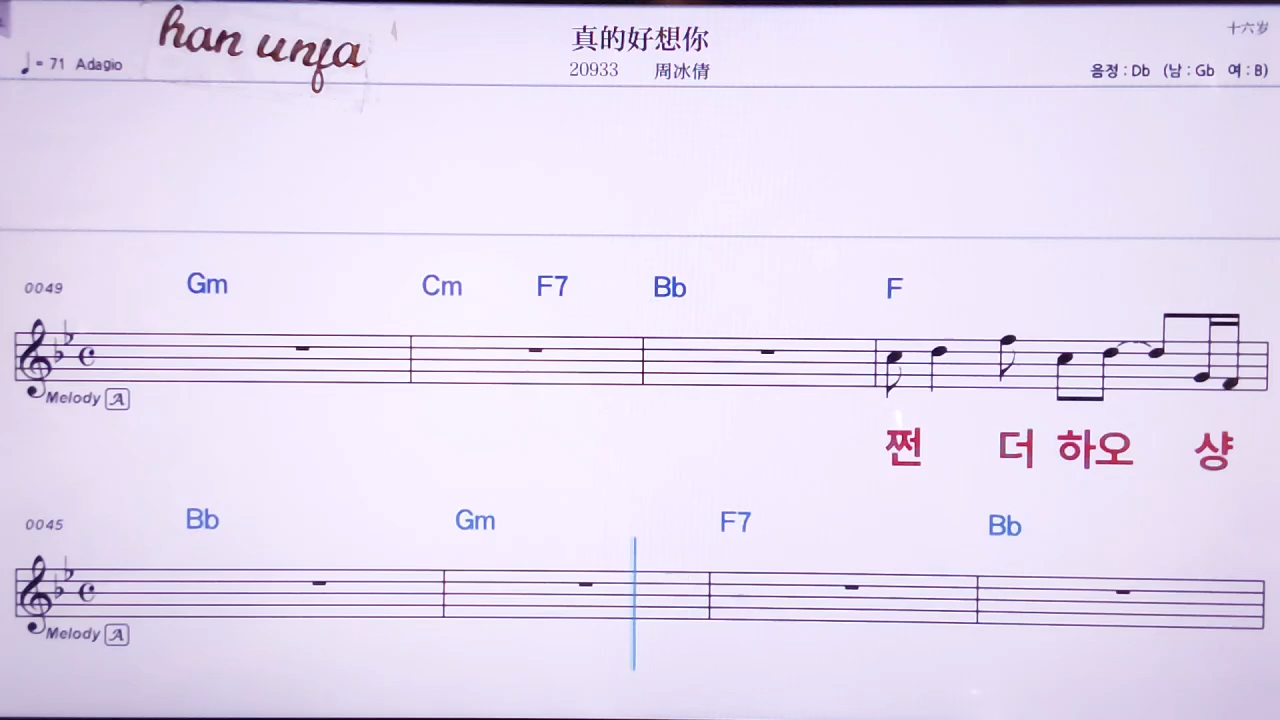 han unfa
真的好想你
十六岁
♩ = 71 Adagio
20933 周冰倩
음정 : Db (남 : Gb 여 : B)
0049 Gm Cm F7 Bb F
Melody A
쩐 더 하오 샹
0045 Bb Gm F7 Bb
Melody A